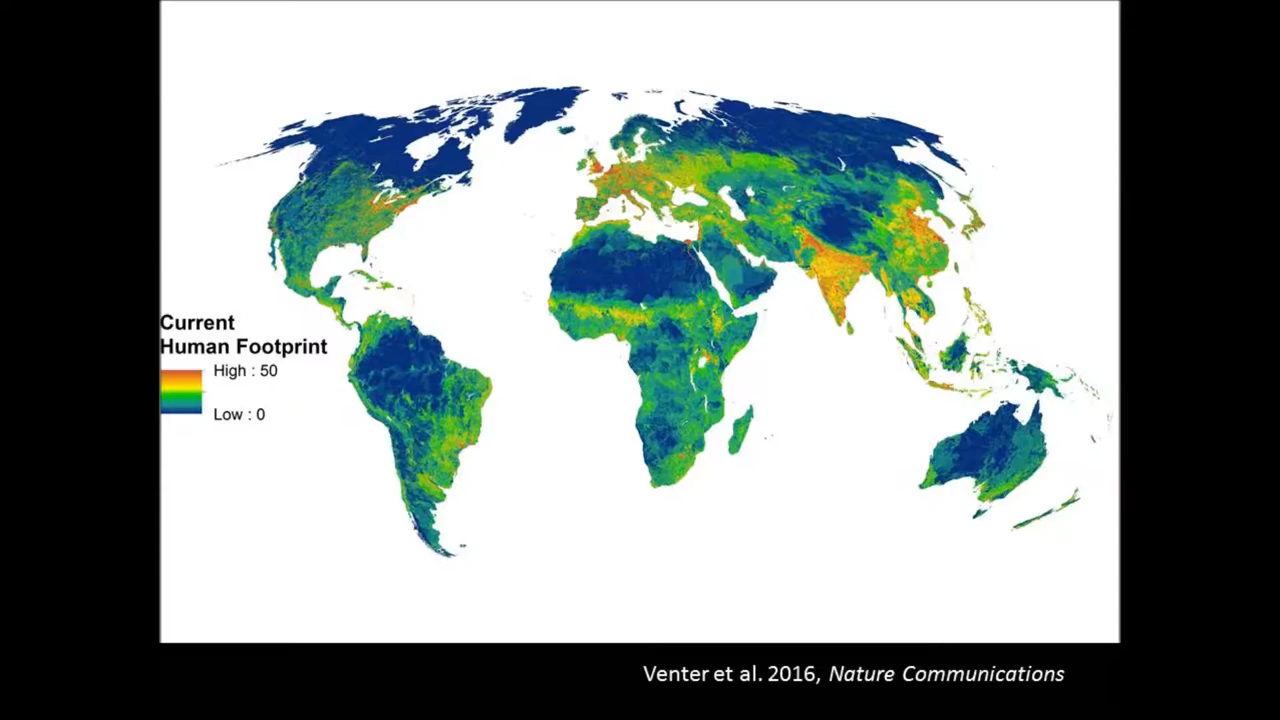 Current
Human Footprint
High : 50
Low : 0
Venter et al. 2016, Nature Communications